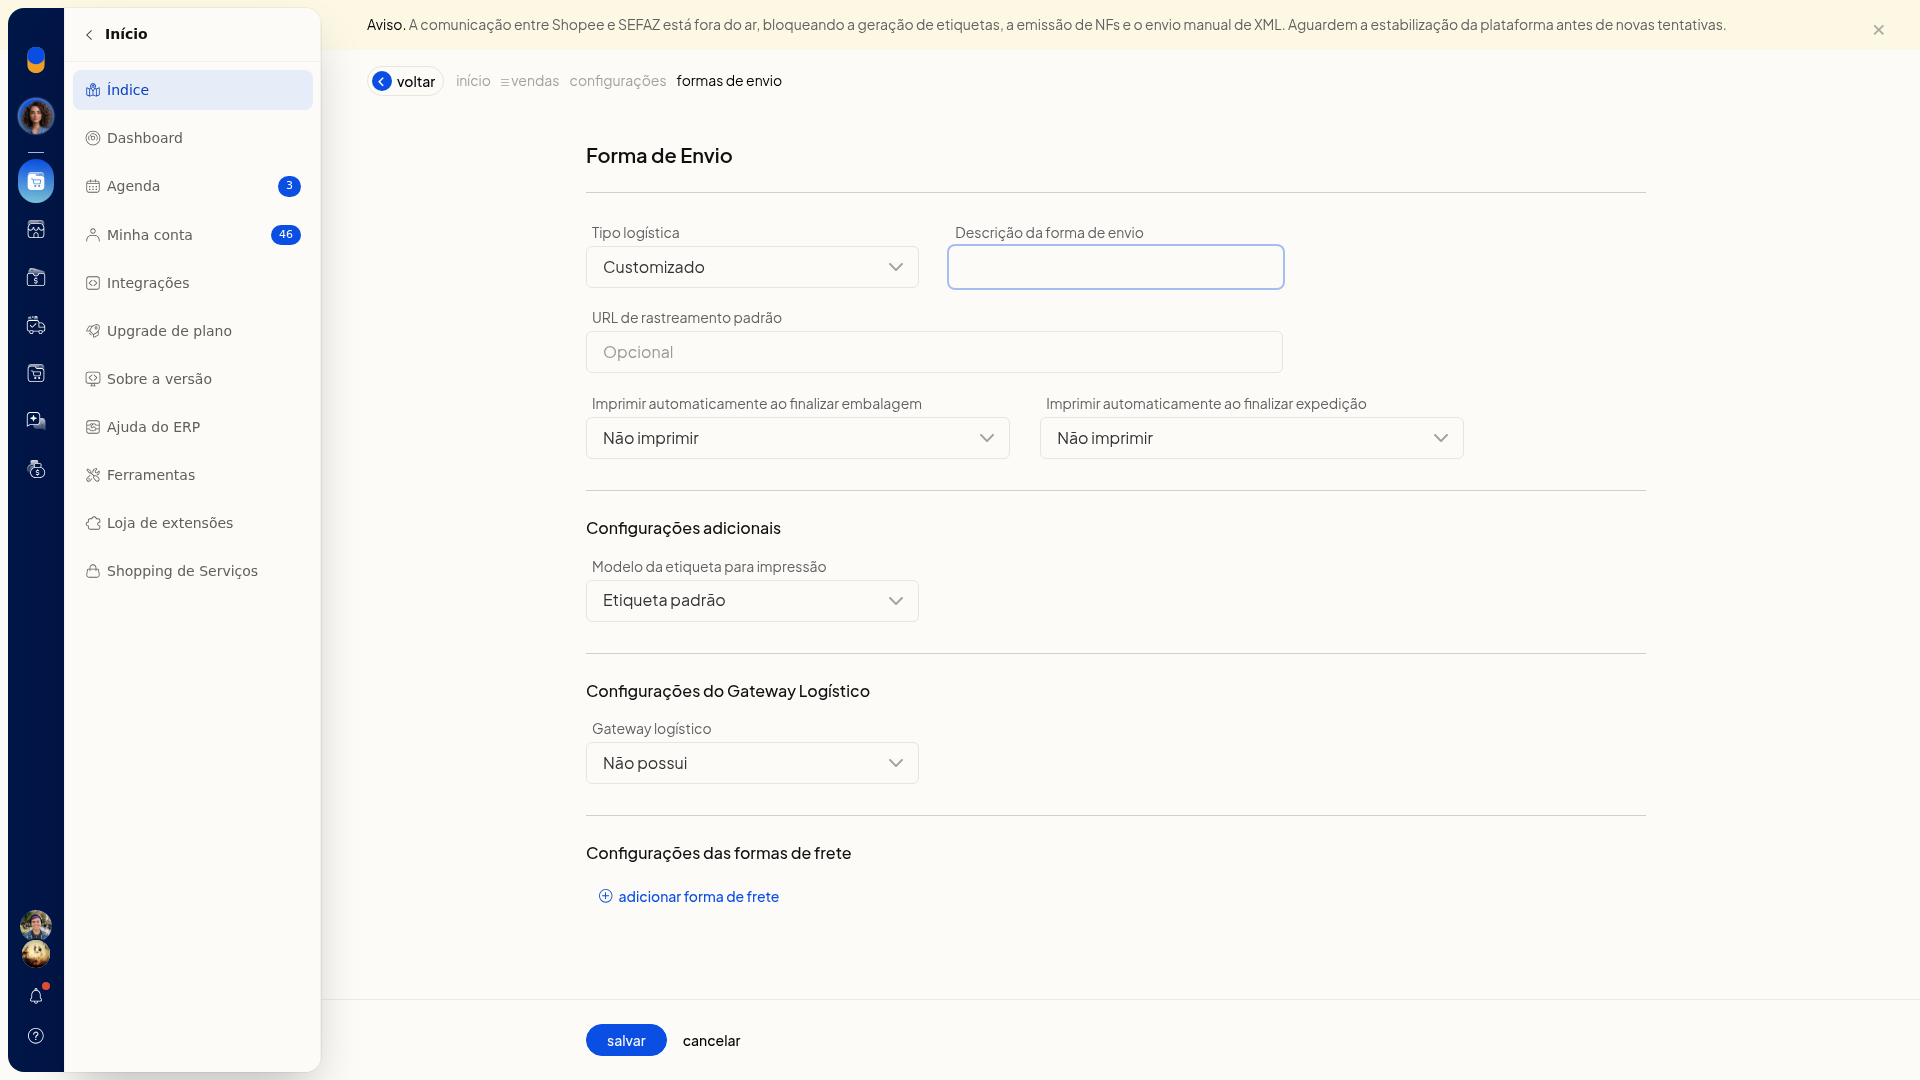 Aviso. A comunicação entre Shopee e SEFAZ está fora do ar, bloqueando a geração de etiquetas, a emissão de NFs e o envio manual de XML. Aguardem a estabilização da plataforma antes de novas tentativas.
Início
Índice
Dashboard
Agenda 3
Minha conta 46
Integrações
Upgrade de plano
Sobre a versão
Ajuda do ERP
Ferramentas
Loja de extensões
Shopping de Serviços
voltar início vendas configurações formas de envio
Forma de Envio
Tipo logística Descrição da forma de envio
Customizado
URL de rastreamento padrão
Opcional
Imprimir automaticamente ao finalizar embalagem Imprimir automaticamente ao finalizar expedição
Não imprimir Não imprimir
Configurações adicionais
Modelo da etiqueta para impressão
Etiqueta padrão
Configurações do Gateway Logístico
Gateway logístico
Não possui
Configurações das formas de frete
adicionar forma de frete
salvar cancelar